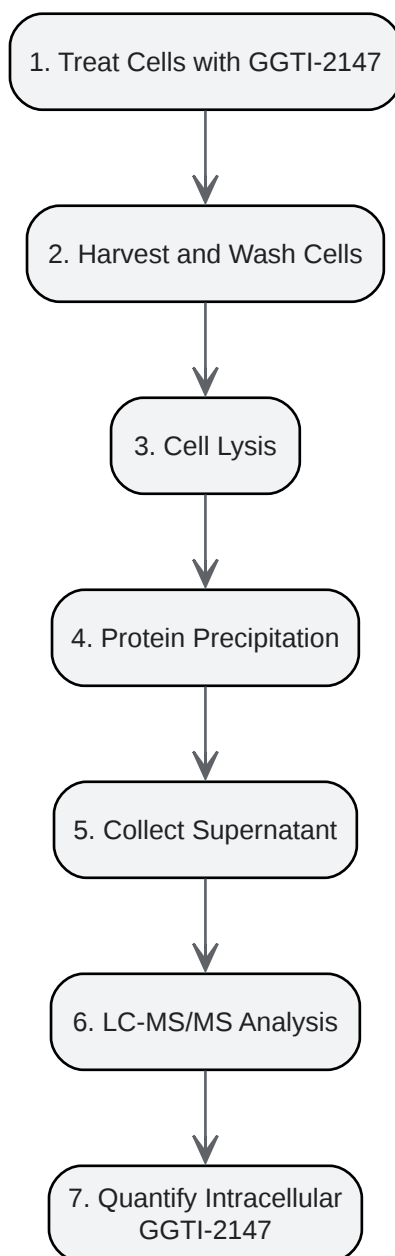 1. Treat Cells with GGTI-2147
2. Harvest and Wash Cells
3. Cell Lysis
4. Protein Precipitation
5. Collect Supernatant
6. LC-MS/MS Analysis
7. Quantify Intracellular
GGTI-2147